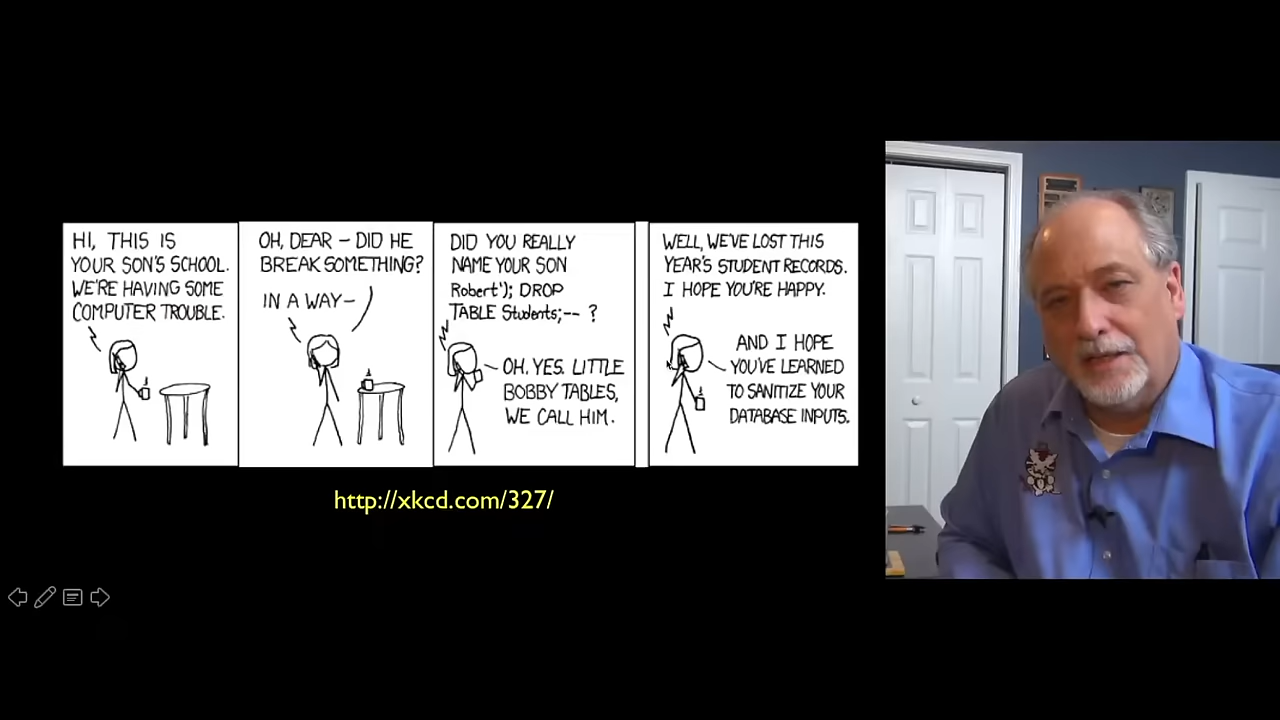 HI, THIS IS
YOUR SON'S SCHOOL.
WE'RE HAVING SOME
COMPUTER TROUBLE.
OH, DEAR – DID HE
BREAK SOMETHING?
IN A WAY–
DID YOU REALLY
NAME YOUR SON
Robert'); DROP
TABLE Students;-- ?
OH. YES. LITTLE
BOBBY TABLES,
WE CALL HIM.
WELL, WE'VE LOST THIS
YEAR'S STUDENT RECORDS.
I HOPE YOU'RE HAPPY.
AND I HOPE
YOU'VE LEARNED
TO SANITIZE YOUR
DATABASE INPUTS.
http://xkcd.com/327/